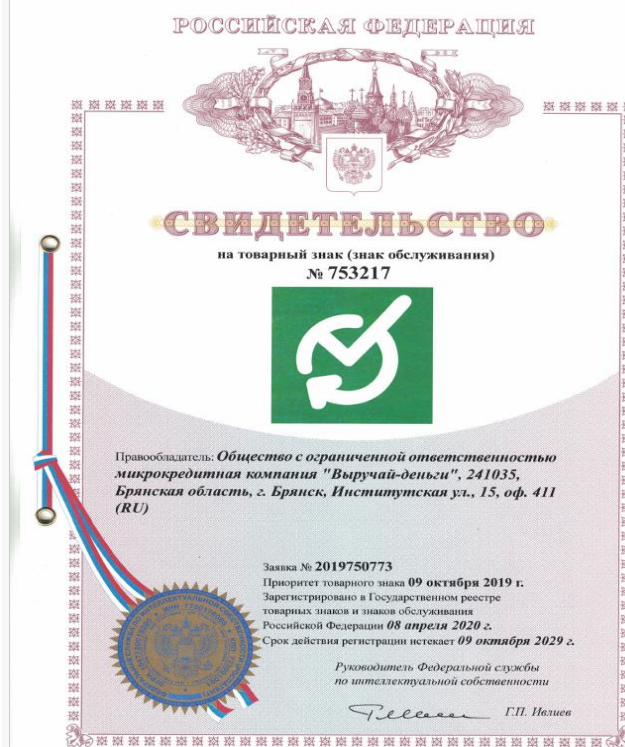 РОССИЙСКАЯ ФЕДЕРАЦИЯ
СВИДЕТЕЛЬСТВО
на товарный знак (знак обслуживания)
№ 753217
Правообладатель: Общество с ограниченной ответственностью
микрокредитная компания "Выручай-деньги", 241035,
Брянская область, г. Брянск, Институтская ул., 15, оф. 411
(RU)
Заявка № 2019750773
Приоритет товарного знака 09 октября 2019 г.
Зарегистрировано в Государственном реестре
товарных знаков и знаков обслуживания
Российской Федерации 08 апреля 2020 г.
Срок действия регистрации истекает 09 октября 2029 г.
Руководитель Федеральной службы
по интеллектуальной собственности
Г.П. Ивлиев